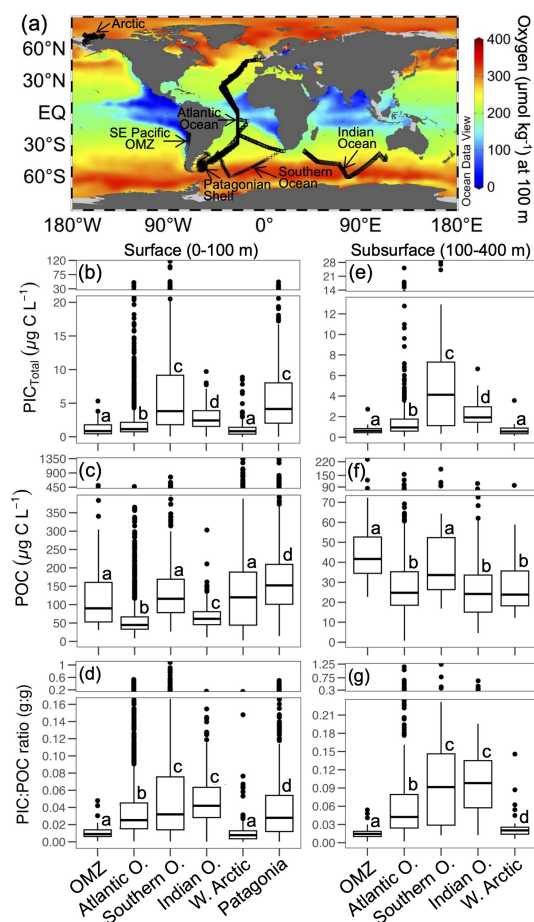 (a)
Arctic
60°N
30°N
EQ
30°S
60°S
Atlantic
Ocean
SE Pacific
OMZ
Patagonian
Shelf
Southern
Ocean
Indian
Ocean
180°W 90°W 0° 90°E 180°E
400
300
200
100
0
Ocean Data View
Oxygen
(μmol kg⁻¹) at 100 m
Surface (0-100 m)
Subsurface (100-400 m)
(b)
120
90
60
30
20
15
10
5
0
PIC_Total (μg C L⁻¹)
a b c d a c
(e)
28
21
14
12
8
4
0
a b c d a
(c)
1350
900
450
350
300
250
200
150
100
50
0
POC (μg C L⁻¹)
a b a c a d
(f)
220
150
90
70
60
50
40
30
20
10
0
a b a b b
(d)
1
0.6
0.2
0.16
0.14
0.12
0.10
0.08
0.06
0.04
0.02
0.00
PIC:POC ratio (g:g)
a b c c a d
(g)
1.25
0.75
0.3
0.21
0.18
0.15
0.12
0.09
0.06
0.03
0.00
a b c c d
OMZ
Atlantic O.
Southern O.
Indian O.
W. Arctic
Patagonia
OMZ
Atlantic O.
Southern O.
Indian O.
W. Arctic